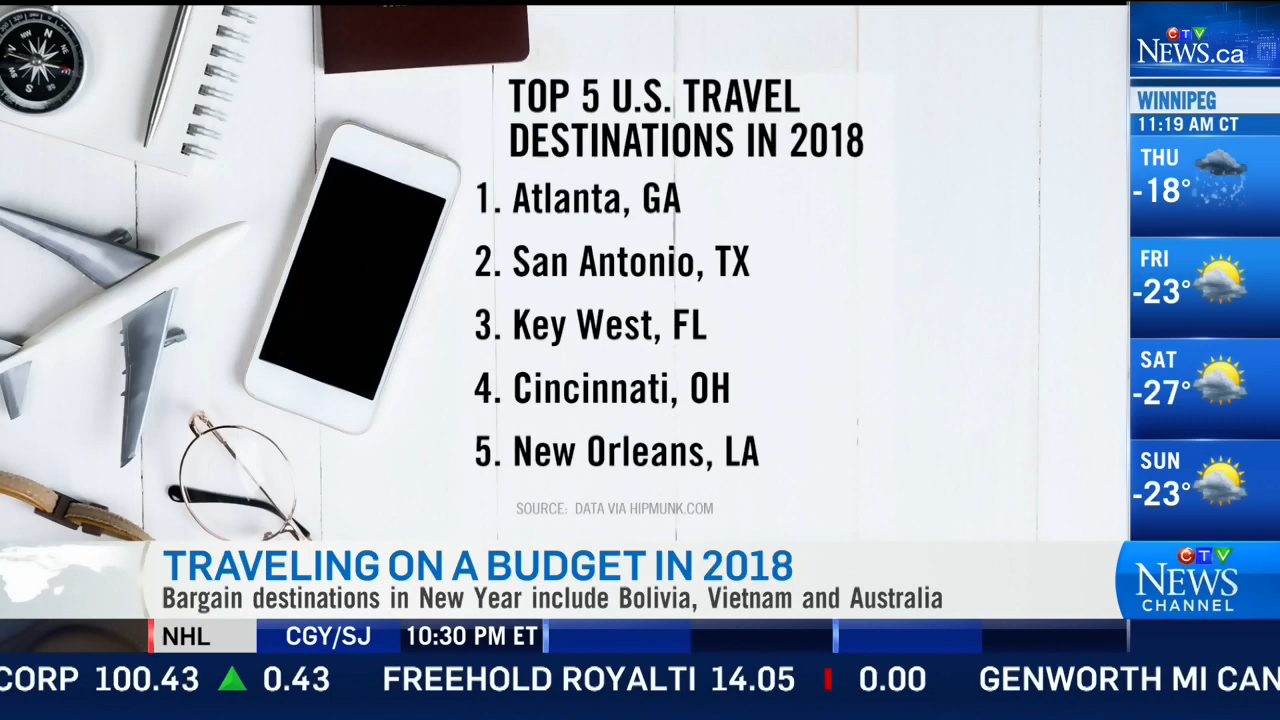 TOP 5 U.S. TRAVEL
DESTINATIONS IN 2018
1. Atlanta, GA
2. San Antonio, TX
3. Key West, FL
4. Cincinnati, OH
5. New Orleans, LA
SOURCE: DATA VIA HIPMUNK.COM
TRAVELING ON A BUDGET IN 2018
Bargain destinations in New Year include Bolivia, Vietnam and Australia
CTV
NEWS.ca
WINNIPEG
11:19 AM CT
THU
-18°
FRI
-23°
SAT
-27°
SUN
-23°
CTV
NEWS
CHANNEL
NHL CGY/SJ 10:30 PM ET
CORP 100.43 0.43 FREEHOLD ROYALTI 14.05 0.00 GENWORTH MI CAN